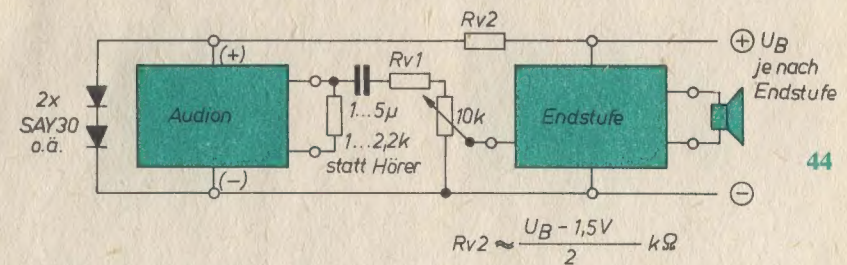 Rv2
(+)
⊕ U_B
je nach
Endstufe
2x
SAY30
o.ä.
Audion
Rv1
1...5µ
10k
1...2,2k
statt Hörer
Endstufe
44
(-)
⊖
Rv2 ≈ (U_B - 1,5V) / 2 kΩ